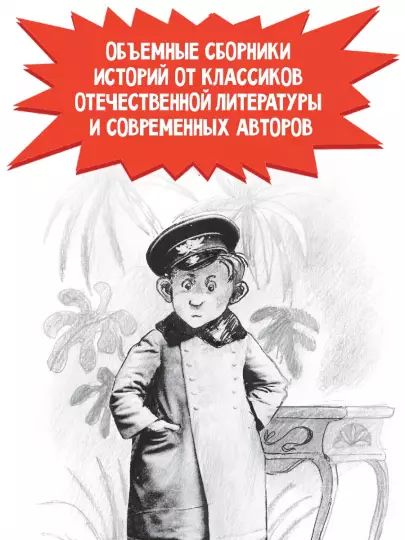 ОБЪЕМНЫЕ СБОРНИКИ
ИСТОРИЙ ОТ КЛАССИКОВ
ОТЕЧЕСТВЕННОЙ ЛИТЕРАТУРЫ
И СОВРЕМЕННЫХ АВТОРОВ